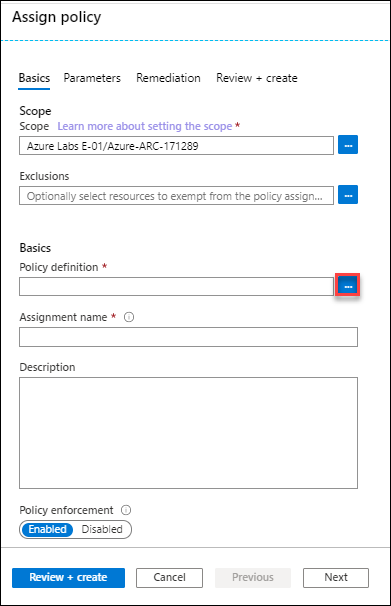 Assign policy
Basics Parameters Remediation Review + create
Scope
Scope Learn more about setting the scope *
Azure Labs E-01/Azure-ARC-171289
...
Exclusions
Optionally select resources to exempt from the policy assign...
...
Basics
Policy definition *
...
Assignment name *
Description
Policy enforcement
Enabled Disabled
Review + create Cancel Previous Next